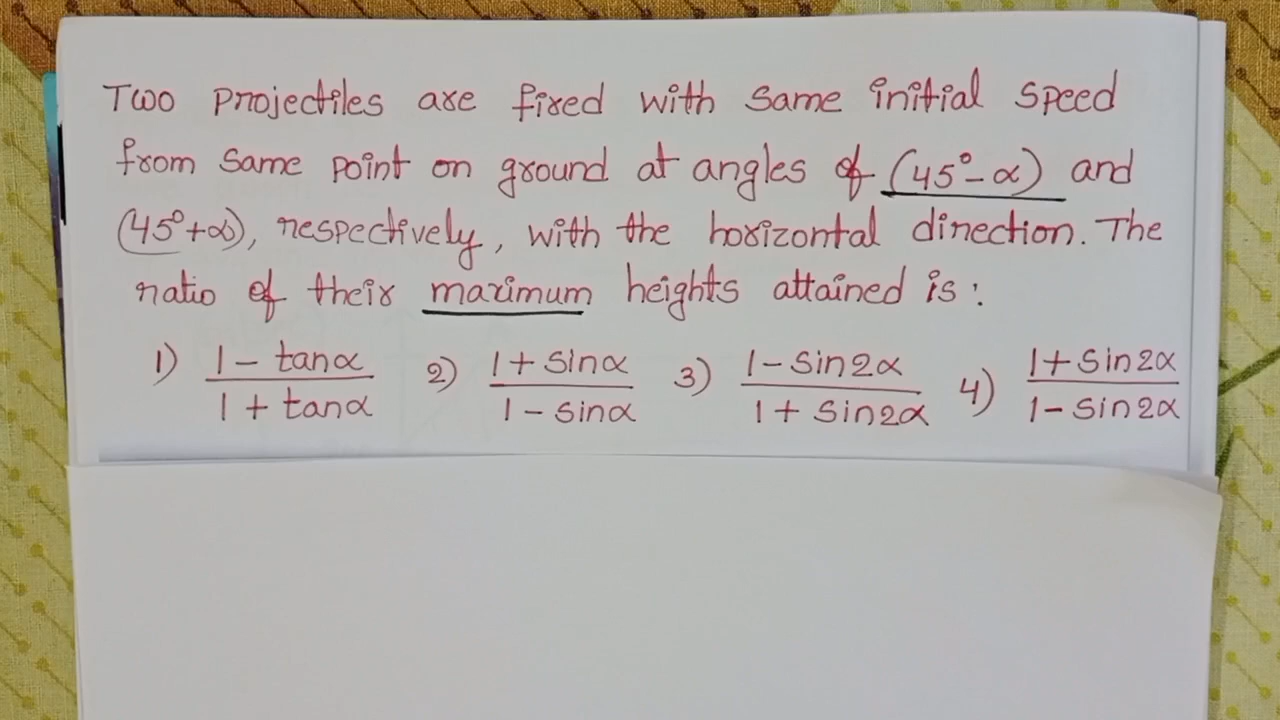 Two projectiles are fired with same initial speed
from same point on ground at angles of (45° - α) and
(45° + α), respectively, with the horizontal direction. The
ratio of their maximum heights attained is :
1) (1 - tanα)/(1 + tanα) 2) (1 + sinα)/(1 - sinα) 3) (1 - sin2α)/(1 + sin2α) 4) (1 + sin2α)/(1 - sin2α)